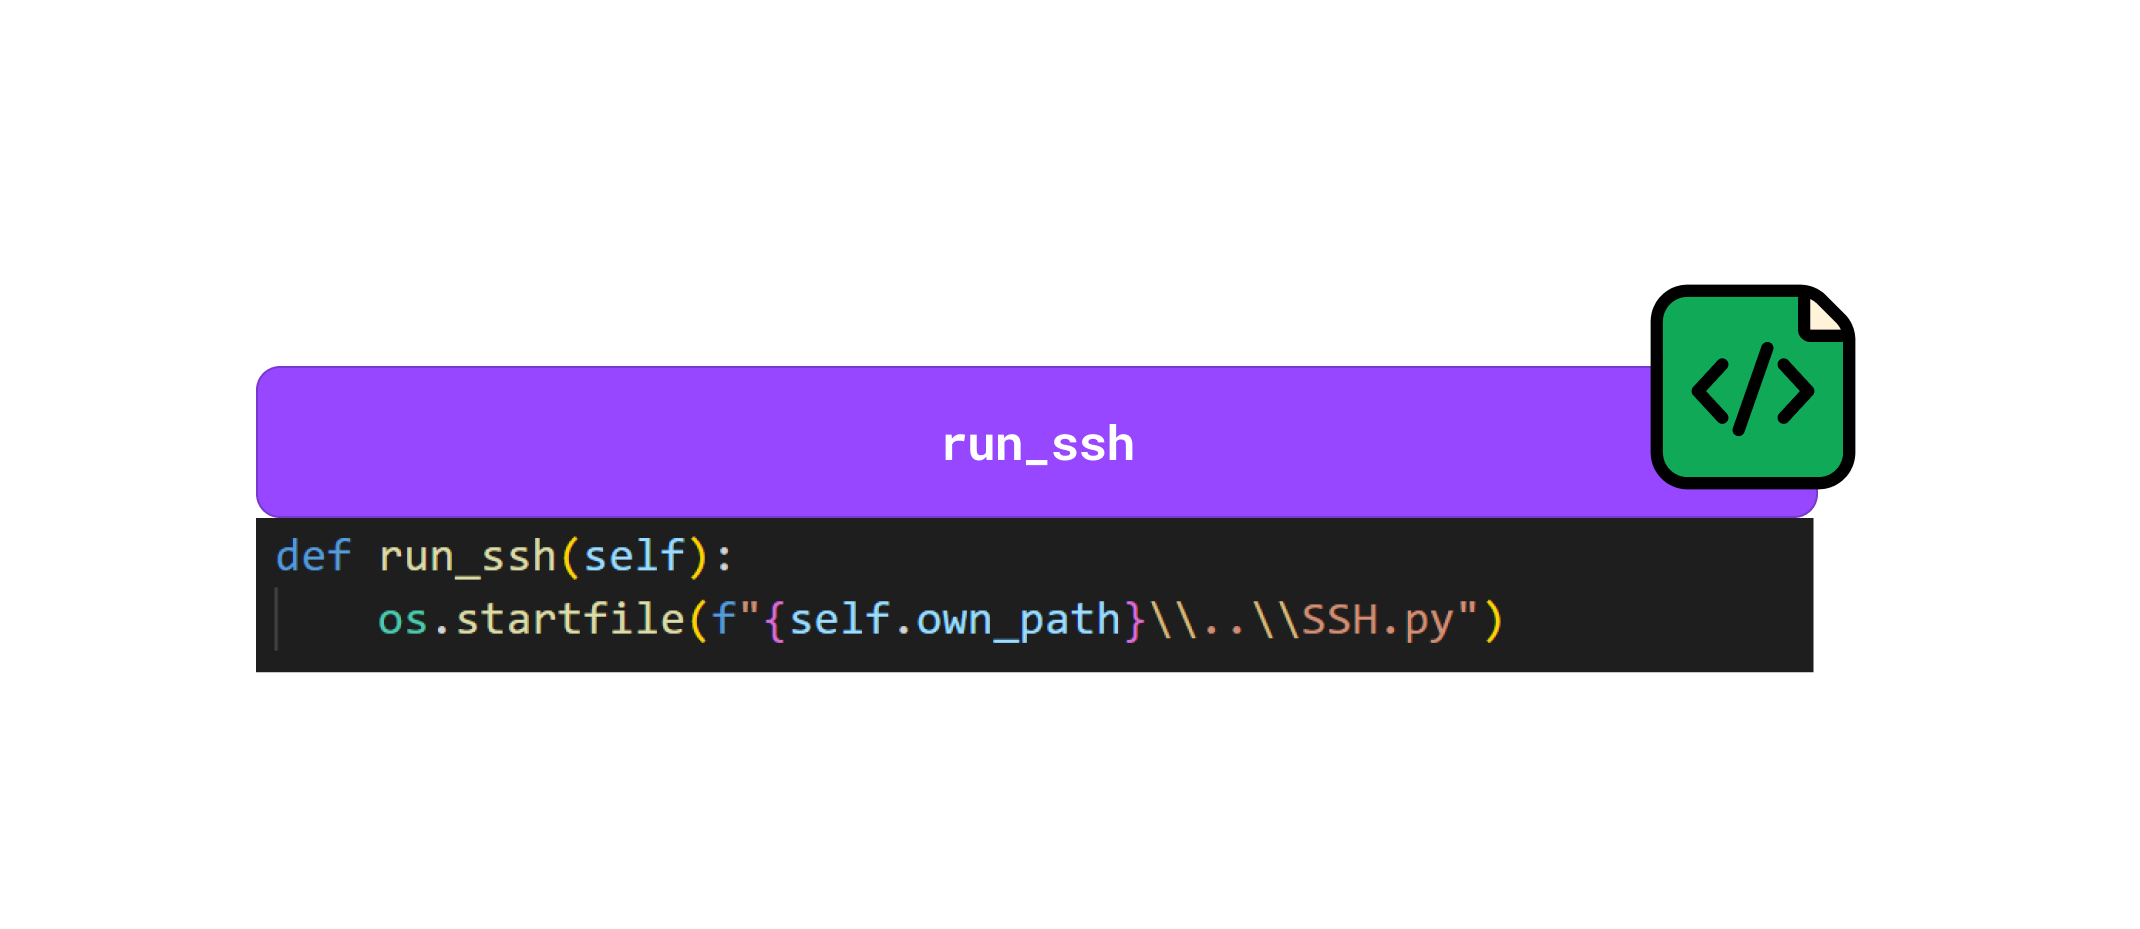 </>
run_ssh
def run_ssh(self):
    os.startfile(f"{self.own_path}\\..\\SSH.py")